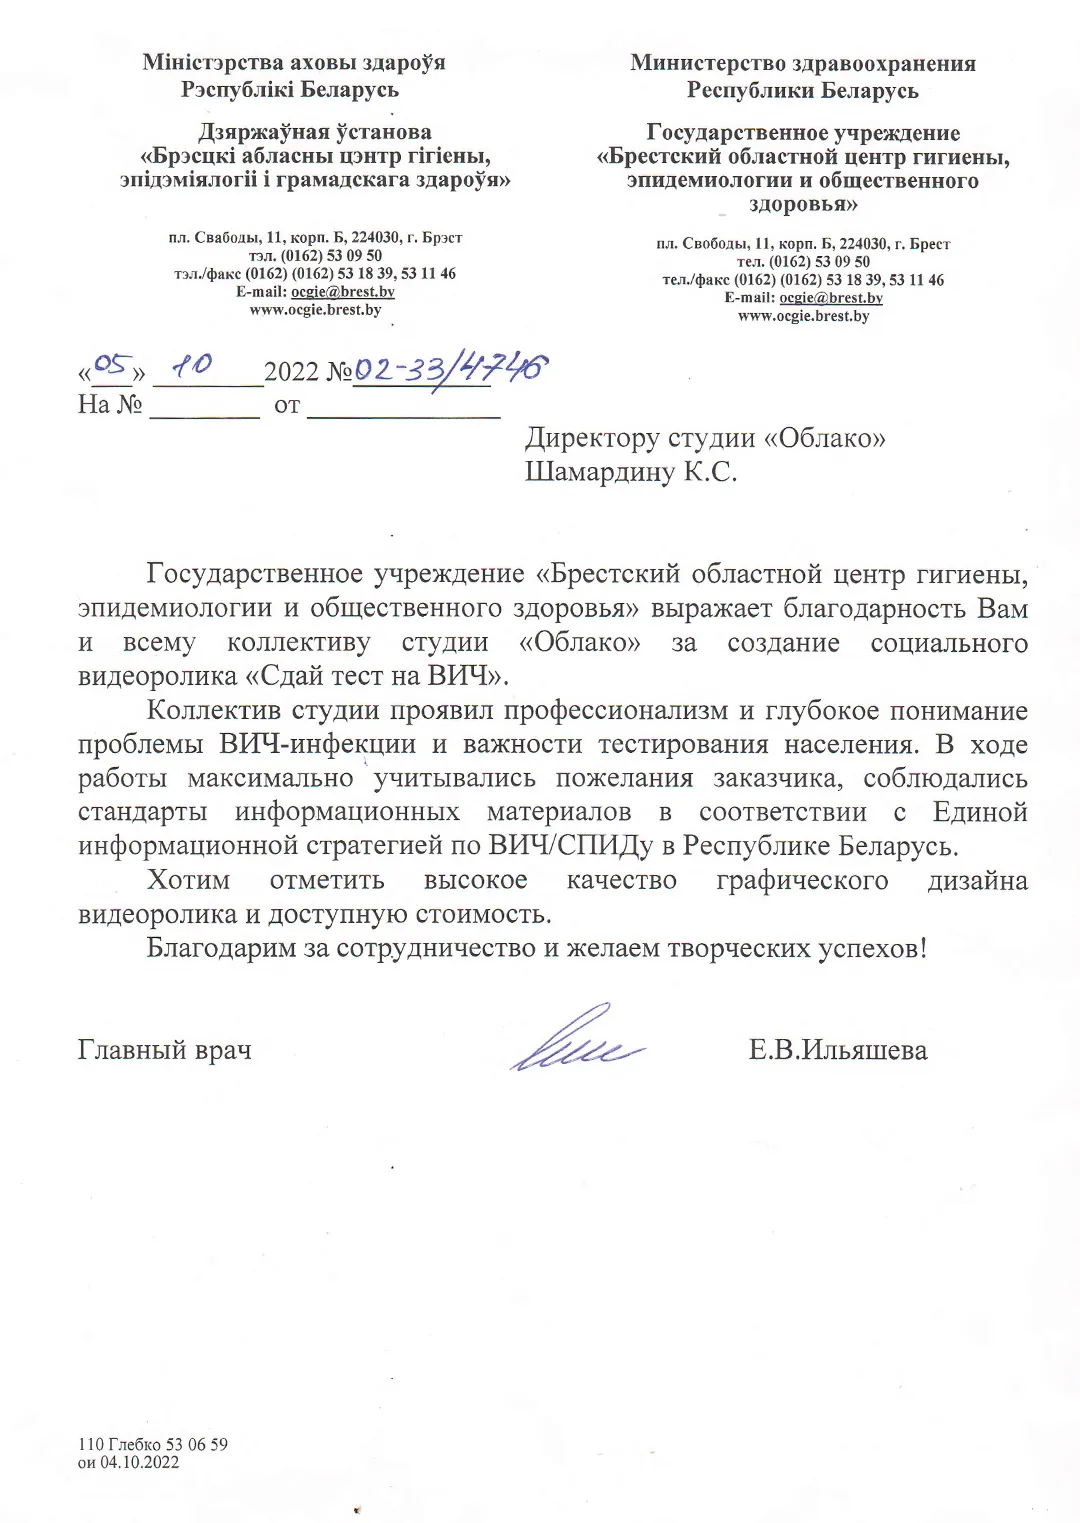 Міністэрства аховы здароўя
Рэспублікі Беларусь
Дзяржаўная ўстанова
«Брэсцкі абласны цэнтр гігіены,
эпідэміялогіі і грамадскага здароўя»
пл. Свабоды, 11, корп. Б, 224030, г. Брэст
тэл. (0162) 53 09 50
тэл./факс (0162) (0162) 53 18 39, 53 11 46
E-mail: ocgie@brest.by
www.ocgie.brest.by
Министерство здравоохранения
Республики Беларусь
Государственное учреждение
«Брестский областной центр гигиены,
эпидемиологии и общественного
здоровья»
пл. Свободы, 11, корп. Б, 224030, г. Брест
тел. (0162) 53 09 50
тел./факс (0162) (0162) 53 18 39, 53 11 46
E-mail: ocgie@brest.by
www.ocgie.brest.by
«05» 10 2022 №02-33/4746
На № ________ от ______________
Директору студии «Облако»
Шамардину К.С.
Государственное учреждение «Брестский областной центр гигиены,
эпидемиологии и общественного здоровья» выражает благодарность Вам
и всему коллективу студии «Облако» за создание социального
видеоролика «Сдай тест на ВИЧ».
Коллектив студии проявил профессионализм и глубокое понимание
проблемы ВИЧ-инфекции и важности тестирования населения. В ходе
работы максимально учитывались пожелания заказчика, соблюдались
стандарты информационных материалов в соответствии с Единой
информационной стратегией по ВИЧ/СПИДу в Республике Беларусь.
Хотим отметить высокое качество графического дизайна
видеоролика и доступную стоимость.
Благодарим за сотрудничество и желаем творческих успехов!
Главный врач Е.В.Ильяшева
110 Глебко 53 06 59
ои 04.10.2022